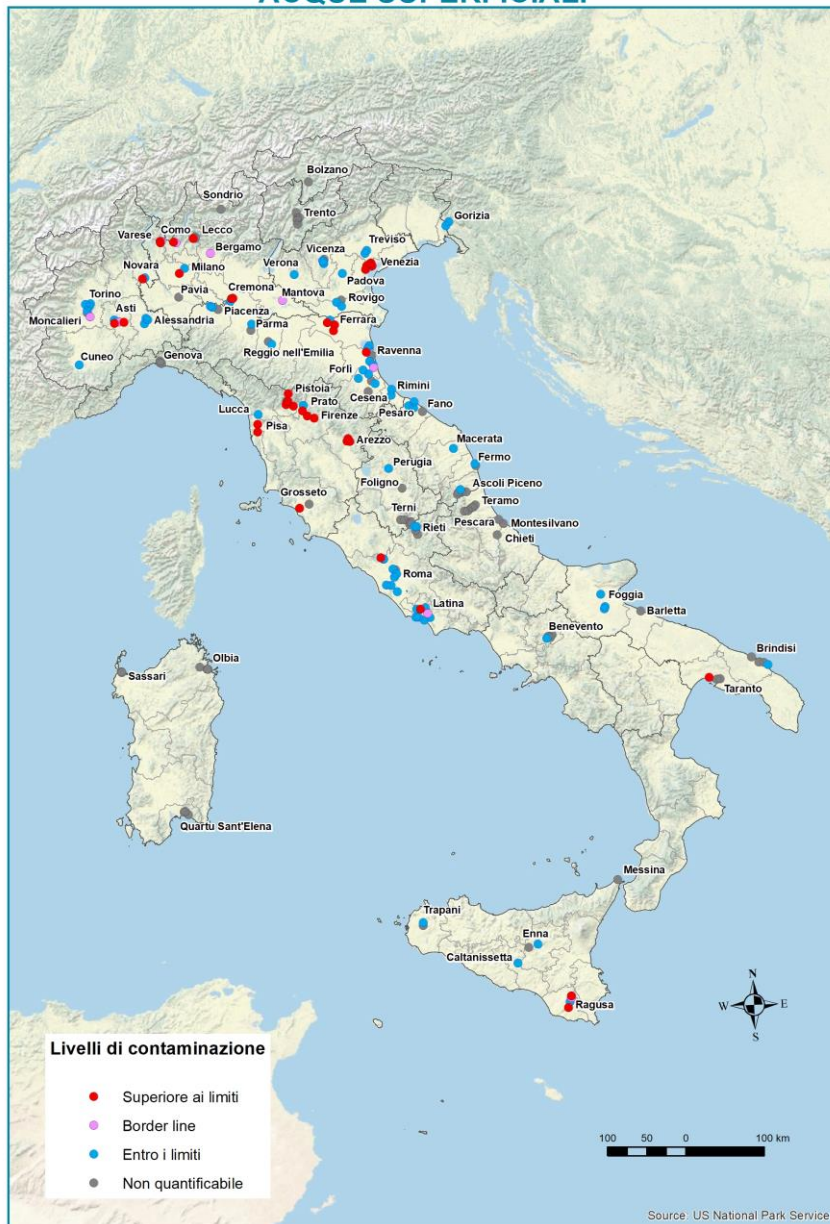 ACQUE SUPERFICIALI
Bolzano
Sondrio
Trento
Gorizia
Varese
Como
Lecco
Bergamo
Vicenza
Treviso
Novara
Milano
Verona
Venezia
Padova
Torino
Pavia
Cremona
Mantova
Rovigo
Asti
Moncalieri
Alessandria
Piacenza
Parma
Ferrara
Cuneo
Genova
Reggio nell'Emilia
Ravenna
Forlì
Pistoia
Cesena
Rimini
Lucca
Prato
Pesaro
Fano
Pisa
Firenze
Arezzo
Macerata
Perugia
Fermo
Foligno
Ascoli Piceno
Grosseto
Terni
Teramo
Pescara
Montesilvano
Rieti
Chieti
Roma
Latina
Foggia
Barletta
Benevento
Brindisi
Olbia
Sassari
Taranto
Quartu Sant'Elena
Messina
Trapani
Enna
Caltanissetta
Ragusa
N
W
E
S
Livelli di contaminazione
Superiore ai limiti
Border line
Entro i limiti
Non quantificabile
100 50 0 100 km
Source: US National Park Service